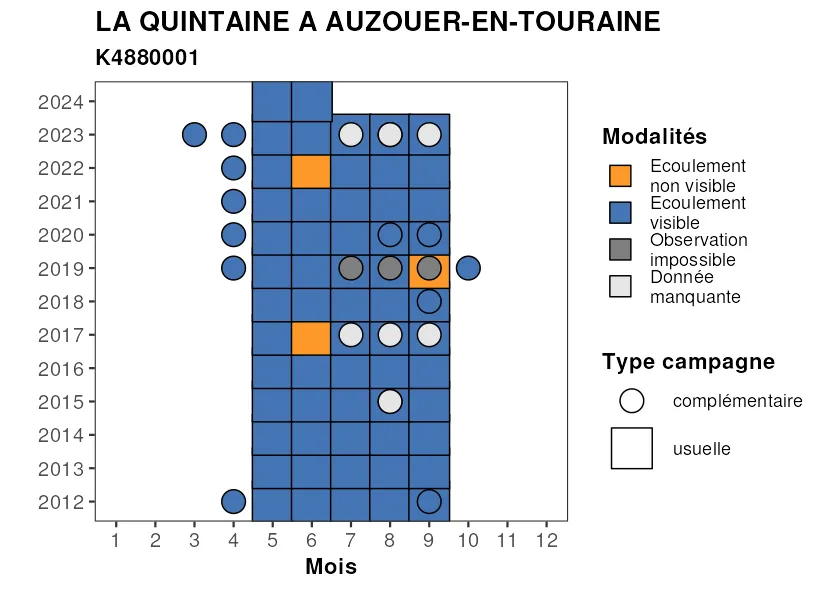 LA QUINTAINE A AUZOUER-EN-TOURAINE
K4880001
2024
2023
2022
2021
2020
2019
2018
2017
2016
2015
2014
2013
2012
1 2 3 4 5 6 7 8 9 10 11 12
Mois
Modalités
Ecoulement
non visible
Ecoulement
visible
Observation
impossible
Donnée
manquante
Type campagne
complémentaire
usuelle